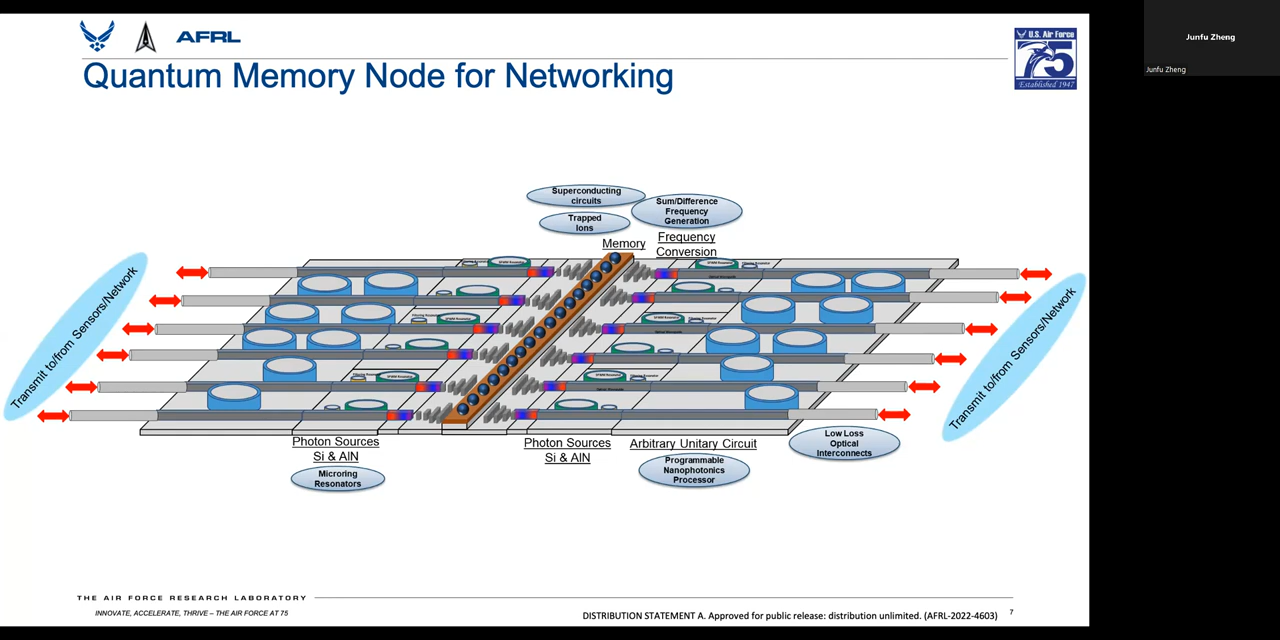 AFRL
U.S. Air Force
75
Established 1947
Junfu Zheng
Junfu Zheng
Quantum Memory Node for Networking
Superconducting
circuits
Trapped
Ions
Sum/Difference
Frequency
Generation
Memory
Frequency
Conversion
Transmit to/from Sensors/Network
Transmit to/from Sensors/Network
Photon Sources
Si & AlN
Microring
Resonators
Photon Sources
Si & AlN
Arbitrary Unitary Circuit
Programmable
Nanophotonics
Processor
Low Loss
Optical
Interconnects
THE AIR FORCE RESEARCH LABORATORY
INNOVATE, ACCELERATE, THRIVE – THE AIR FORCE AT 75
DISTRIBUTION STATEMENT A. Approved for public release: distribution unlimited. (AFRL-2022-4603)
7